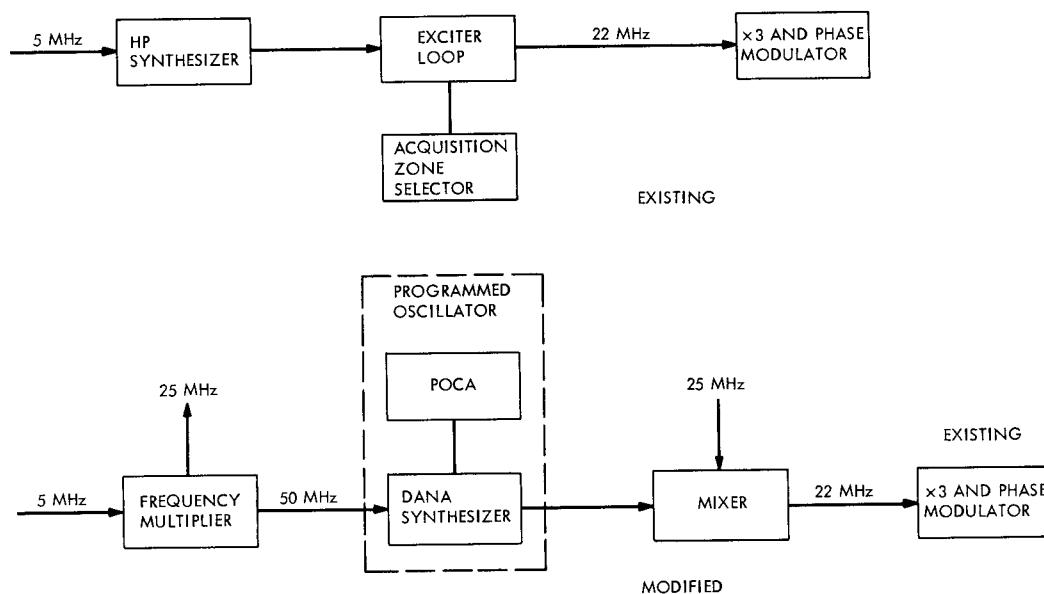 5 MHz
HP
SYNTHESIZER
EXCITER
LOOP
22 MHz
×3 AND PHASE
MODULATOR
ACQUISITION
ZONE
SELECTOR
EXISTING
PROGRAMMED
OSCILLATOR
POCA
25 MHz
25 MHz
EXISTING
5 MHz
FREQUENCY
MULTIPLIER
50 MHz
DANA
SYNTHESIZER
MIXER
22 MHz
×3 AND PHASE
MODULATOR
MODIFIED